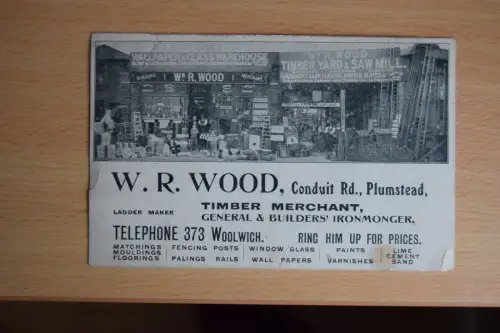 WALLPAPER & GLASS WAREHOUSE
WM R. WOOD
WOOD
TIMBER YARD & SAW MILL
W. R. WOOD, Conduit Rd., Plumstead,
TIMBER MERCHANT,
LADDER MAKER
GENERAL & BUILDERS' IRONMONGER,
TELEPHONE 373 WOOLWICH. RING HIM UP FOR PRICES.
MATCHINGS FENCING POSTS WINDOW GLASS PAINTS LIME
MOULDINGS CEMENT
FLOORINGS PALINGS RAILS WALL PAPERS VARNISHES SAND